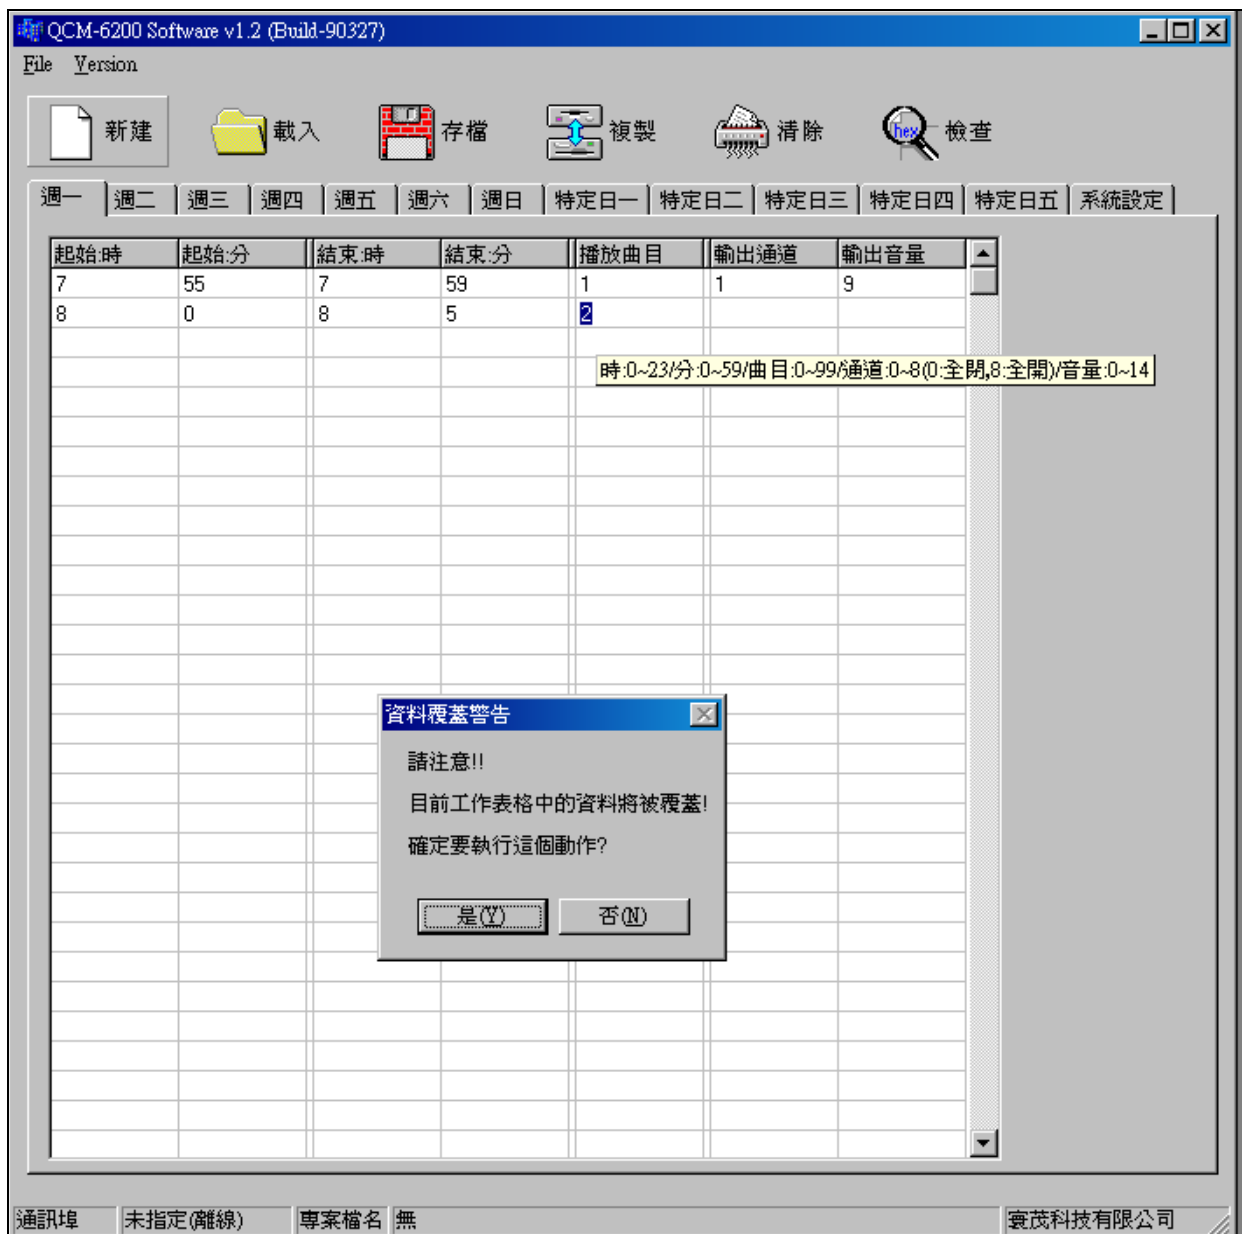 QCM-6200 Software v1.2 (Build-90327)
File Version
新建 載入 存檔 複製 hex 清除 檢查
週一 週二 週三 週四 週五 週六 週日 特定日一 特定日二 特定日三 特定日四 特定日五 系統設定
起始:時 起始:分 結束:時 結束:分 播放曲目 輸出通道 輸出音量
7 55 7 59 1 1 9
8 0 8 5 2
時:0~23/分:0~59/曲目:0~99/通道:0~8(0:全閉,8:全開)/音量:0~14
資料覆蓋警告
請注意!!
目前工作表格中的資料將被覆蓋!
確定要執行這個動作?
是(Y) 否(N)
通訊埠 未指定(離線) 專案檔名 無 寰茂科技有限公司